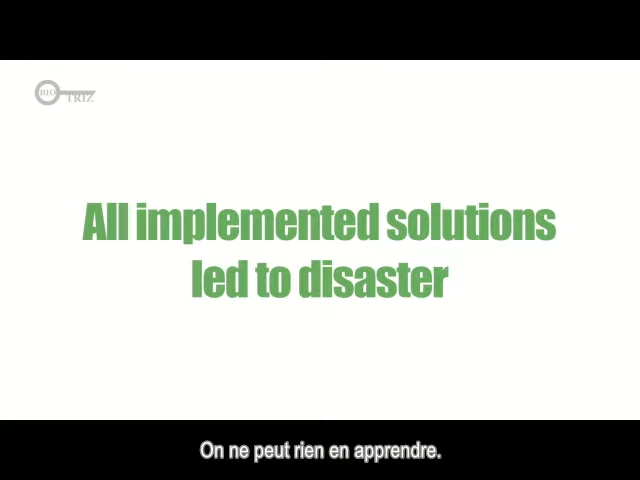 BIO
TRIZ
All implemented solutions
led to disaster
On ne peut rien en apprendre.